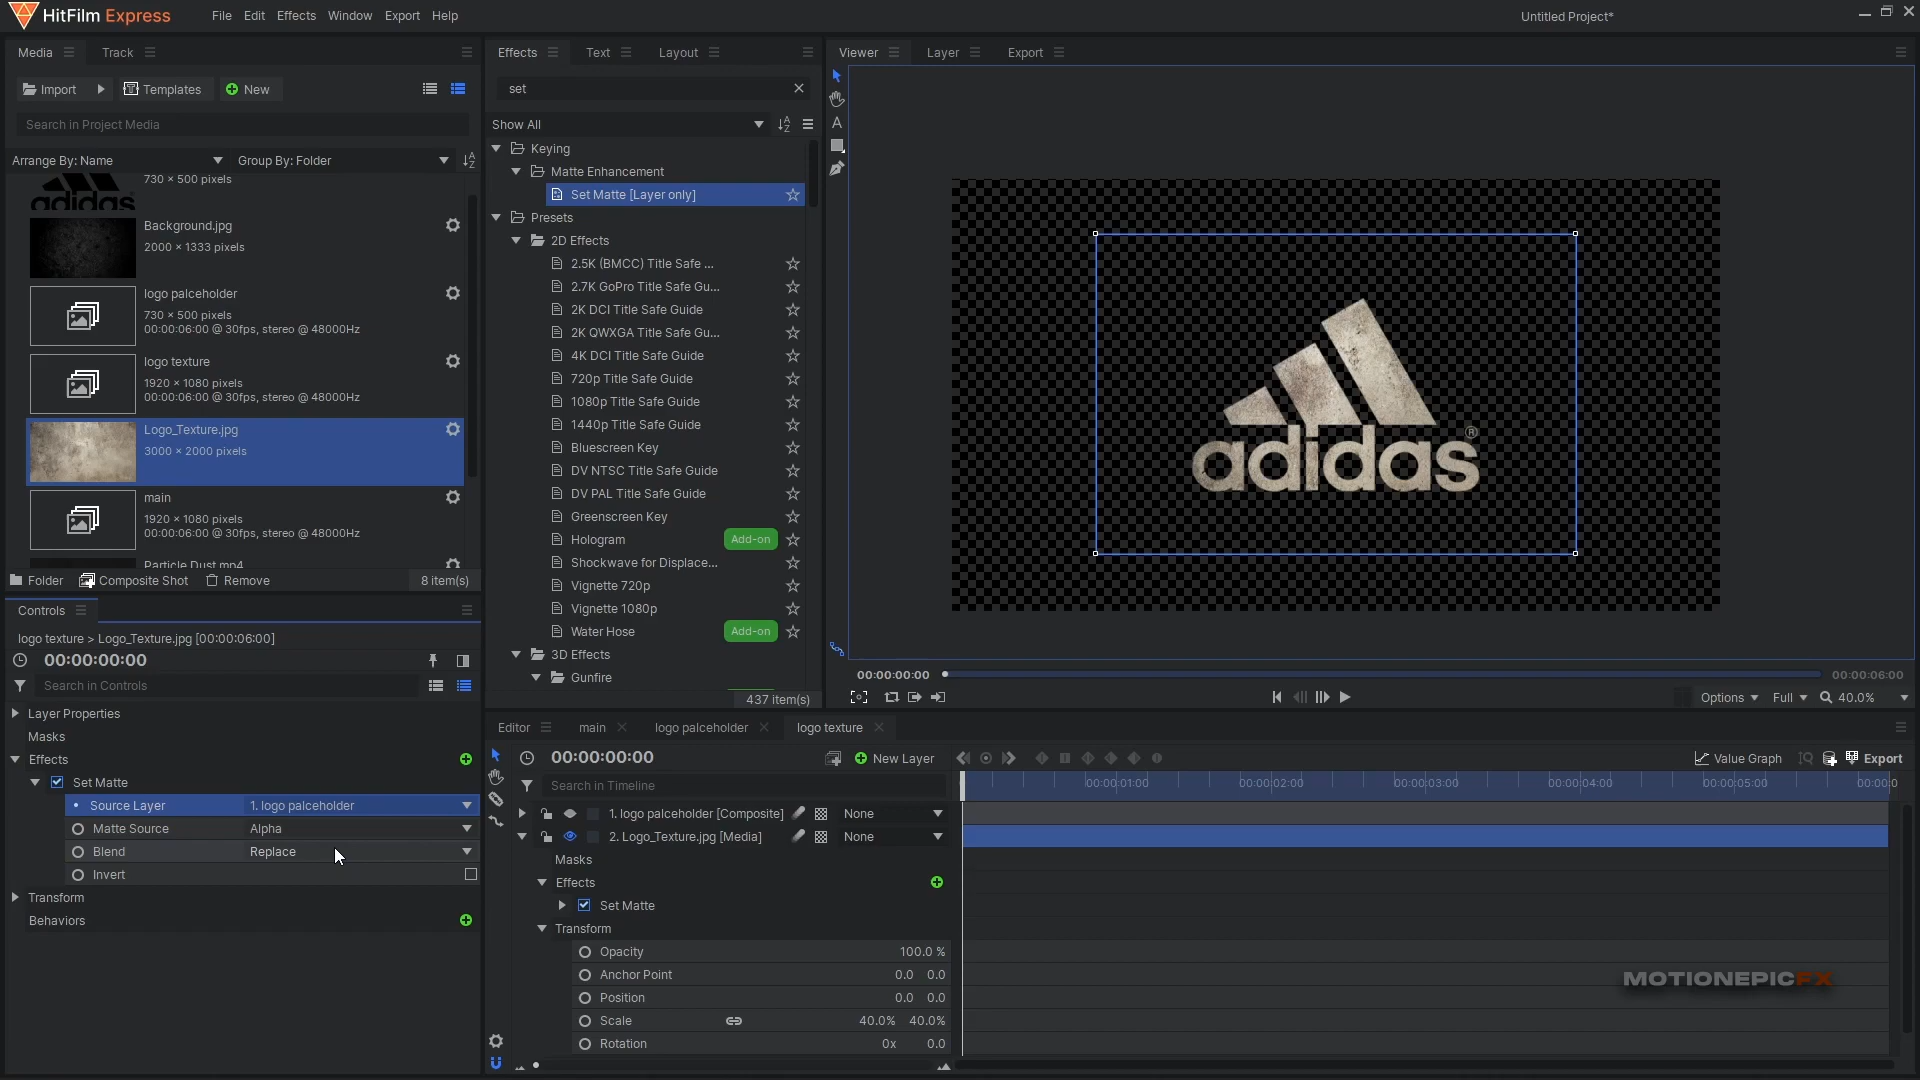 HitFilm Express
File Edit Effects Window Export Help
Untitled Project*
Media
Track
Import
Templates
New
Search in Project Media
Arrange By: Name
Group By: Folder
730 × 500 pixels
adidas
Background.jpg
2000 × 1333 pixels
logo palceholder
730 × 500 pixels
00:00:06:00 @ 30fps, stereo @ 48000Hz
logo texture
1920 × 1080 pixels
00:00:06:00 @ 30fps, stereo @ 48000Hz
Logo_Texture.jpg
3000 × 2000 pixels
main
1920 × 1080 pixels
00:00:06:00 @ 30fps, stereo @ 48000Hz
Particle Dust.mp4
Folder
Composite Shot
Remove
8 item(s)
Controls
logo texture > Logo_Texture.jpg [00:00:06:00]
00:00:00:00
Search in Controls
Layer Properties
Masks
Effects
Set Matte
Source Layer 1. logo palceholder
Matte Source Alpha
Blend Replace
Invert
Transform
Behaviors
Effects
Text
Layout
set
Show All
Keying
Matte Enhancement
Set Matte [Layer only]
Presets
2D Effects
2.5K (BMCC) Title Safe ...
2.7K GoPro Title Safe Gu...
2K DCI Title Safe Guide
2K QWXGA Title Safe Gu...
4K DCI Title Safe Guide
720p Title Safe Guide
1080p Title Safe Guide
1440p Title Safe Guide
Bluescreen Key
DV NTSC Title Safe Guide
DV PAL Title Safe Guide
Greenscreen Key
Hologram Add-on
Shockwave for Displace...
Vignette 720p
Vignette 1080p
Water Hose Add-on
3D Effects
Gunfire
437 item(s)
Viewer
Layer
Export
A
adidas®
00:00:00:00
00:00:06:00
Options
Full
40.0%
Editor
main
logo palceholder
logo texture
00:00:00:00
New Layer
Value Graph
Export
Search in Timeline
00:00:01:00 00:00:02:00 00:00:03:00 00:00:04:00 00:00:05:00 00:00:0
1. logo palceholder [Composite] None
2. Logo_Texture.jpg [Media] None
Masks
Effects
Set Matte
Transform
Opacity 100.0 %
Anchor Point 0.0 0.0
Position 0.0 0.0
Scale 40.0% 40.0%
Rotation 0x 0.0
MOTIONEPICFX